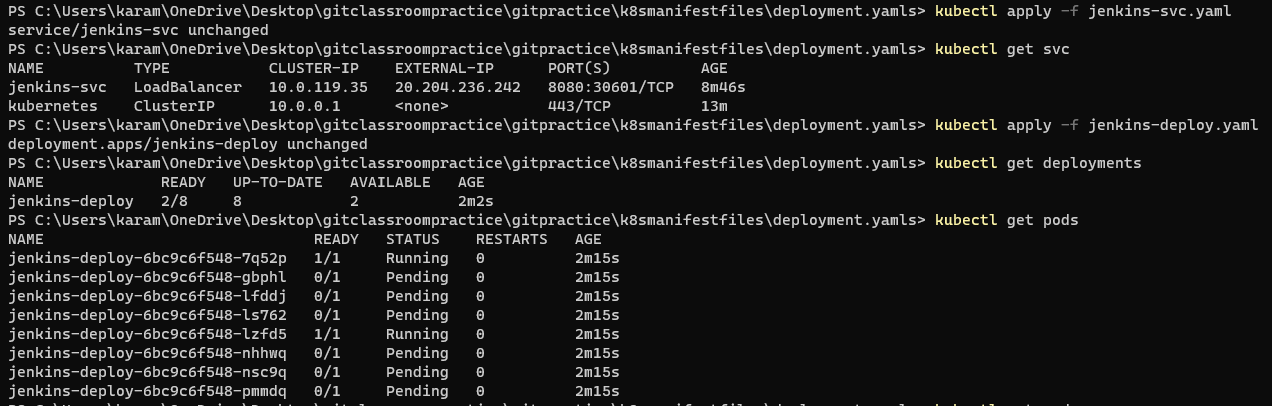 PS C:\Users\karam\OneDrive\Desktop\gitclassroompractice\gitpractice\k8smanifestfiles\deployment.yamls> kubectl apply -f jenkins-svc.yaml
service/jenkins-svc unchanged
PS C:\Users\karam\OneDrive\Desktop\gitclassroompractice\gitpractice\k8smanifestfiles\deployment.yamls> kubectl get svc
NAME TYPE CLUSTER-IP EXTERNAL-IP PORT(S) AGE
jenkins-svc LoadBalancer 10.0.119.35 20.204.236.242 8080:30601/TCP 8m46s
kubernetes ClusterIP 10.0.0.1 <none> 443/TCP 13m
PS C:\Users\karam\OneDrive\Desktop\gitclassroompractice\gitpractice\k8smanifestfiles\deployment.yamls> kubectl apply -f jenkins-deploy.yaml
deployment.apps/jenkins-deploy unchanged
PS C:\Users\karam\OneDrive\Desktop\gitclassroompractice\gitpractice\k8smanifestfiles\deployment.yamls> kubectl get deployments
NAME READY UP-TO-DATE AVAILABLE AGE
jenkins-deploy 2/8 8 2 2m2s
PS C:\Users\karam\OneDrive\Desktop\gitclassroompractice\gitpractice\k8smanifestfiles\deployment.yamls> kubectl get pods
NAME READY STATUS RESTARTS AGE
jenkins-deploy-6bc9c6f548-7q52p 1/1 Running 0 2m15s
jenkins-deploy-6bc9c6f548-gbphl 0/1 Pending 0 2m15s
jenkins-deploy-6bc9c6f548-lfddj 0/1 Pending 0 2m15s
jenkins-deploy-6bc9c6f548-ls762 0/1 Pending 0 2m15s
jenkins-deploy-6bc9c6f548-lzfd5 1/1 Running 0 2m15s
jenkins-deploy-6bc9c6f548-nhhwq 0/1 Pending 0 2m15s
jenkins-deploy-6bc9c6f548-nsc9q 0/1 Pending 0 2m15s
jenkins-deploy-6bc9c6f548-pmmdq 0/1 Pending 0 2m15s